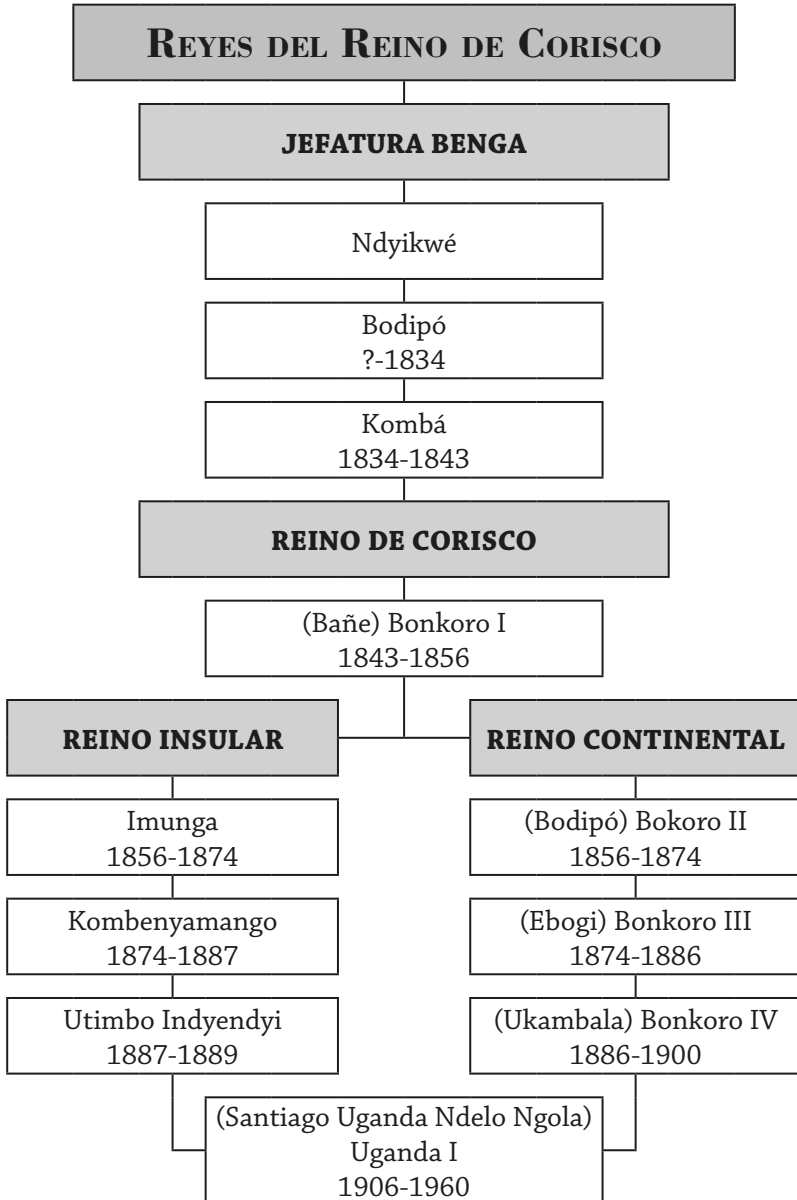 Reyes del Reino de Corisco
JEFATURA BENGA
Ndyikwé
Bodipó
?-1834
Kombá
1834-1843
REINO DE CORISCO
(Bañe) Bonkoro I
1843-1856
REINO INSULAR
Imunga
1856-1874
Kombenyamango
1874-1887
Utimbo Indyendyi
1887-1889
REINO CONTINENTAL
(Bodipó) Bokoro II
1856-1874
(Ebogi) Bonkoro III
1874-1886
(Ukambala) Bonkoro IV
1886-1900
(Santiago Uganda Ndelo Ngola)
Uganda I
1906-1960